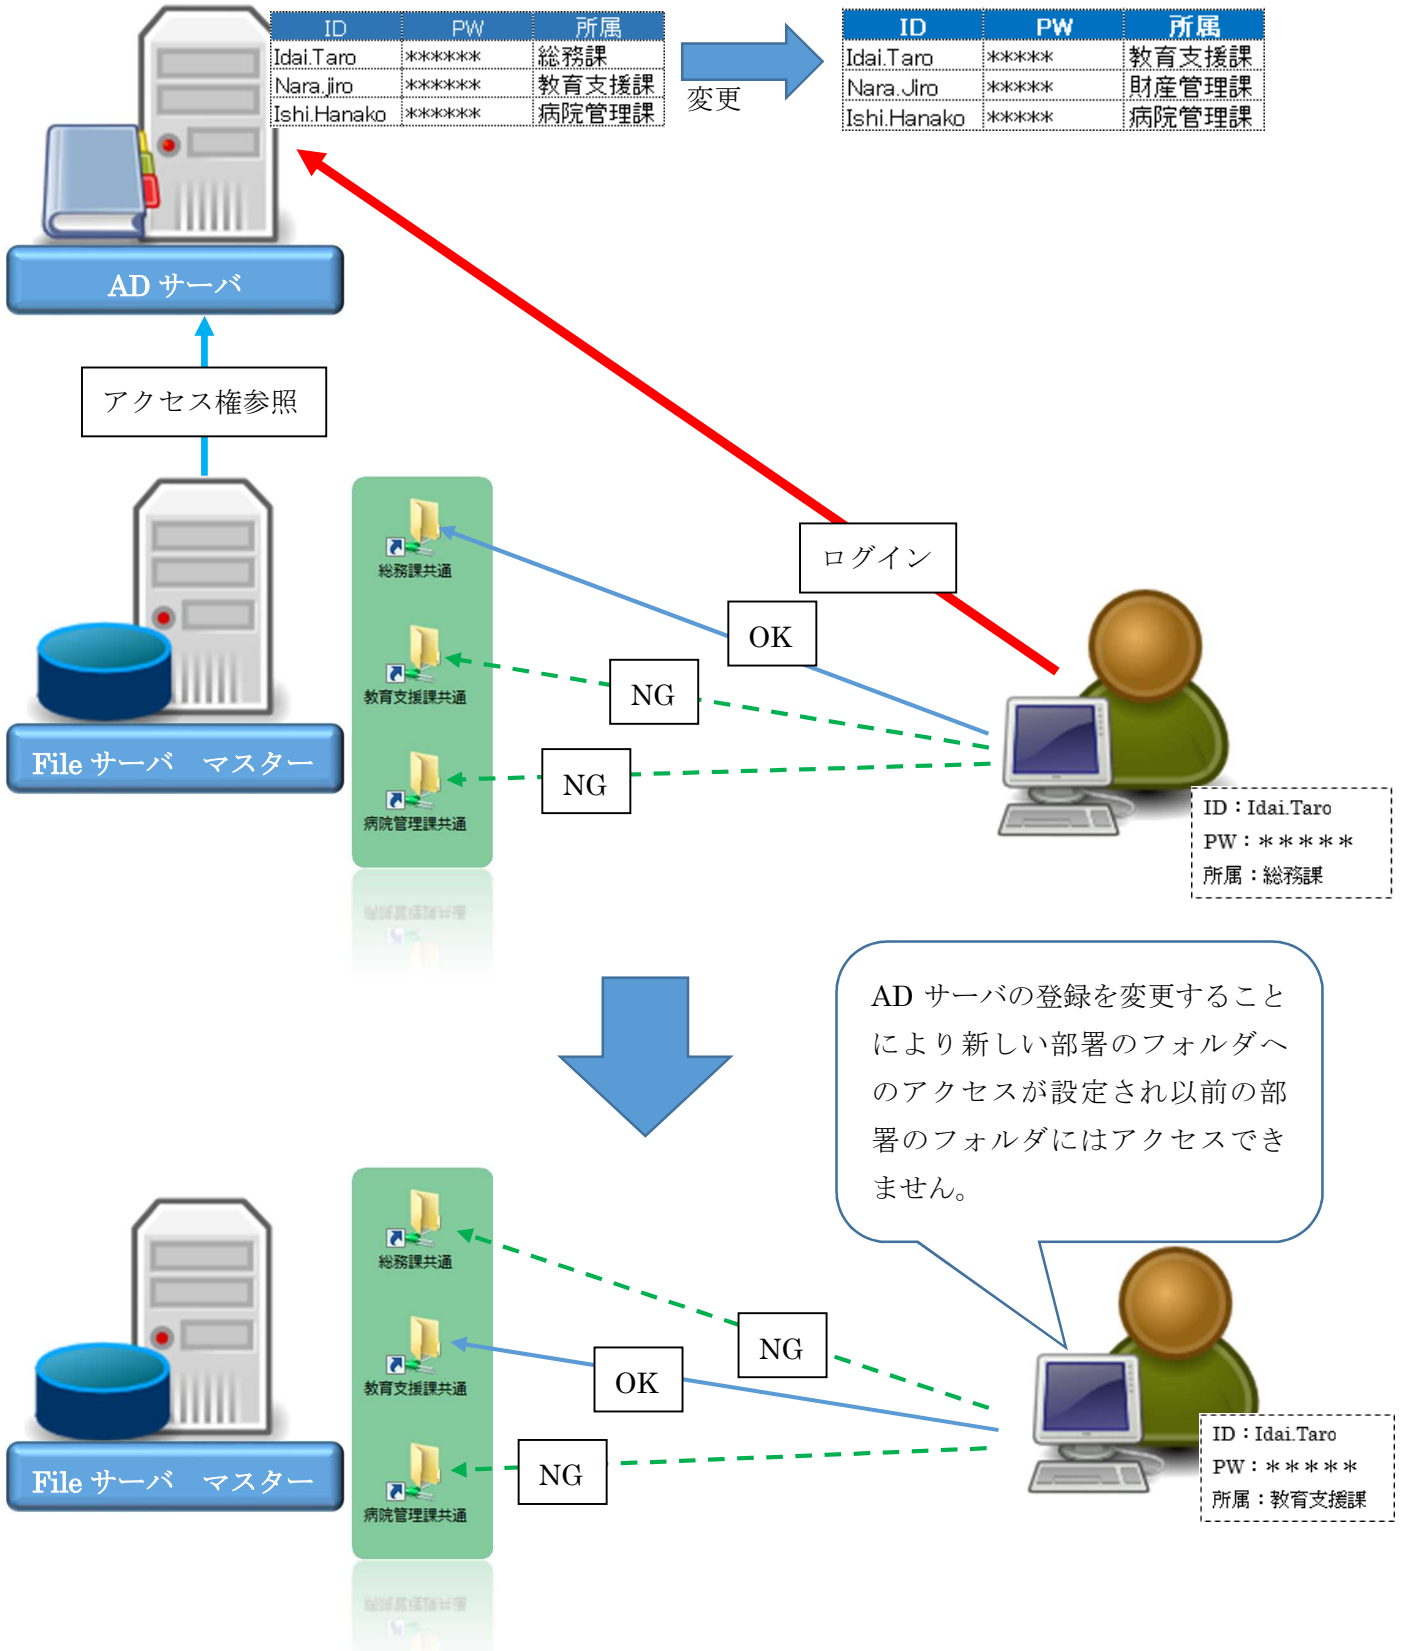 ID PW 所属
Idai.Taro ****** 総務課
Nara.jiro ****** 教育支援課
Ishi.Hanako ****** 病院管理課
変更
ID PW 所属
Idai.Taro ***** 教育支援課
Nara.Jiro ***** 財産管理課
Ishi.Hanako ***** 病院管理課
AD サーバ
アクセス権参照
総務課共通
教育支援課共通
病院管理課共通
File サーバ　マスター
ログイン
OK
NG
NG
ID：Idai.Taro
PW：＊＊＊＊＊
所属：総務課
AD サーバの登録を変更すること
により新しい部署のフォルダへ
のアクセスが設定され以前の部
署のフォルダにはアクセスでき
ません。
総務課共通
教育支援課共通
病院管理課共通
File サーバ　マスター
NG
OK
NG
ID：Idai.Taro
PW：＊＊＊＊＊
所属：教育支援課